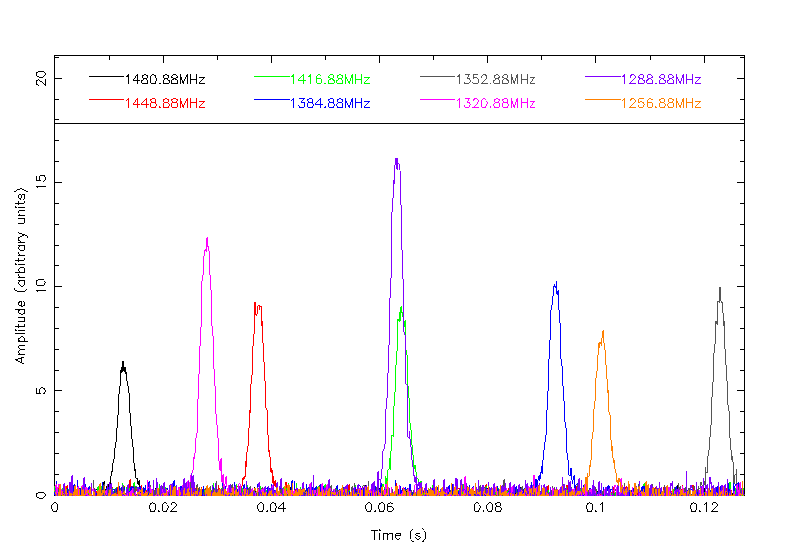 20
1480.88MHz 1416.88MHz 1352.88MHz 1288.88MHz
1448.88MHz 1384.88MHz 1320.88MHz 1256.88MHz
15
10
5
0
Amplitude (arbitrary units)
0 0.02 0.04 0.06 0.08 0.1 0.12
Time (s)